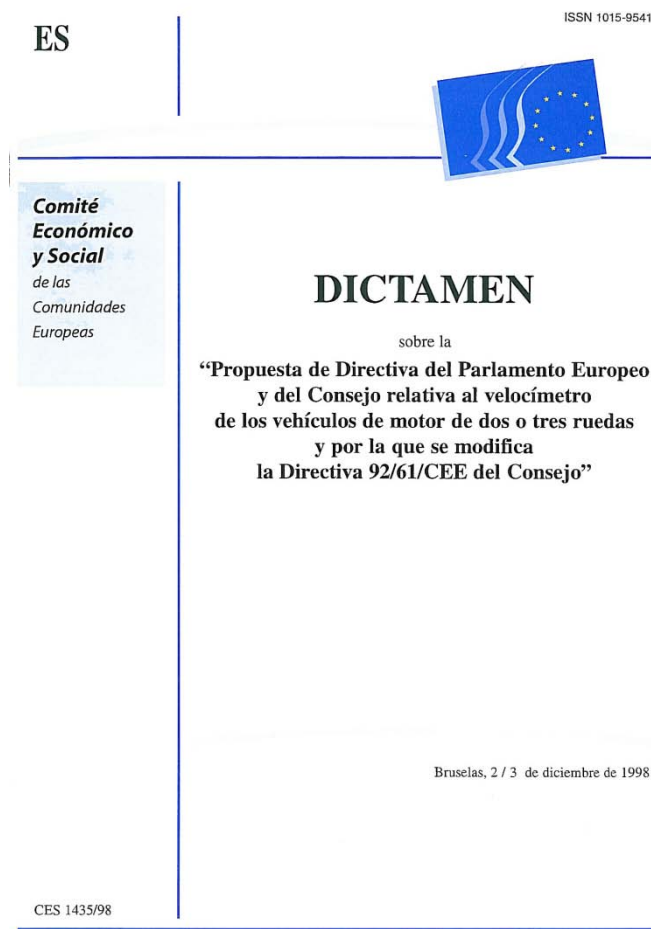 ES
ISSN 1015-9541
Comité
Económico
y Social
de las
Comunidades
Europeas
DICTAMEN
sobre la
“Propuesta de Directiva del Parlamento Europeo
y del Consejo relativa al velocímetro
de los vehículos de motor de dos o tres ruedas
y por la que se modifica
la Directiva 92/61/CEE del Consejo”
Bruselas, 2 / 3 de diciembre de 1998
CES 1435/98